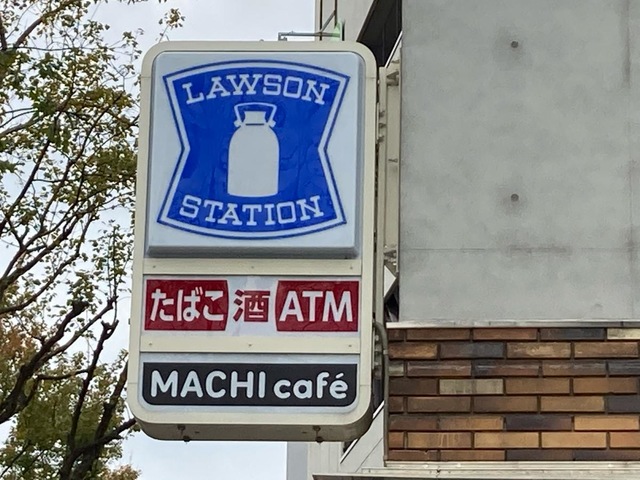 LAWSON
STATION
たばこ 酒 ATM
MACHI café